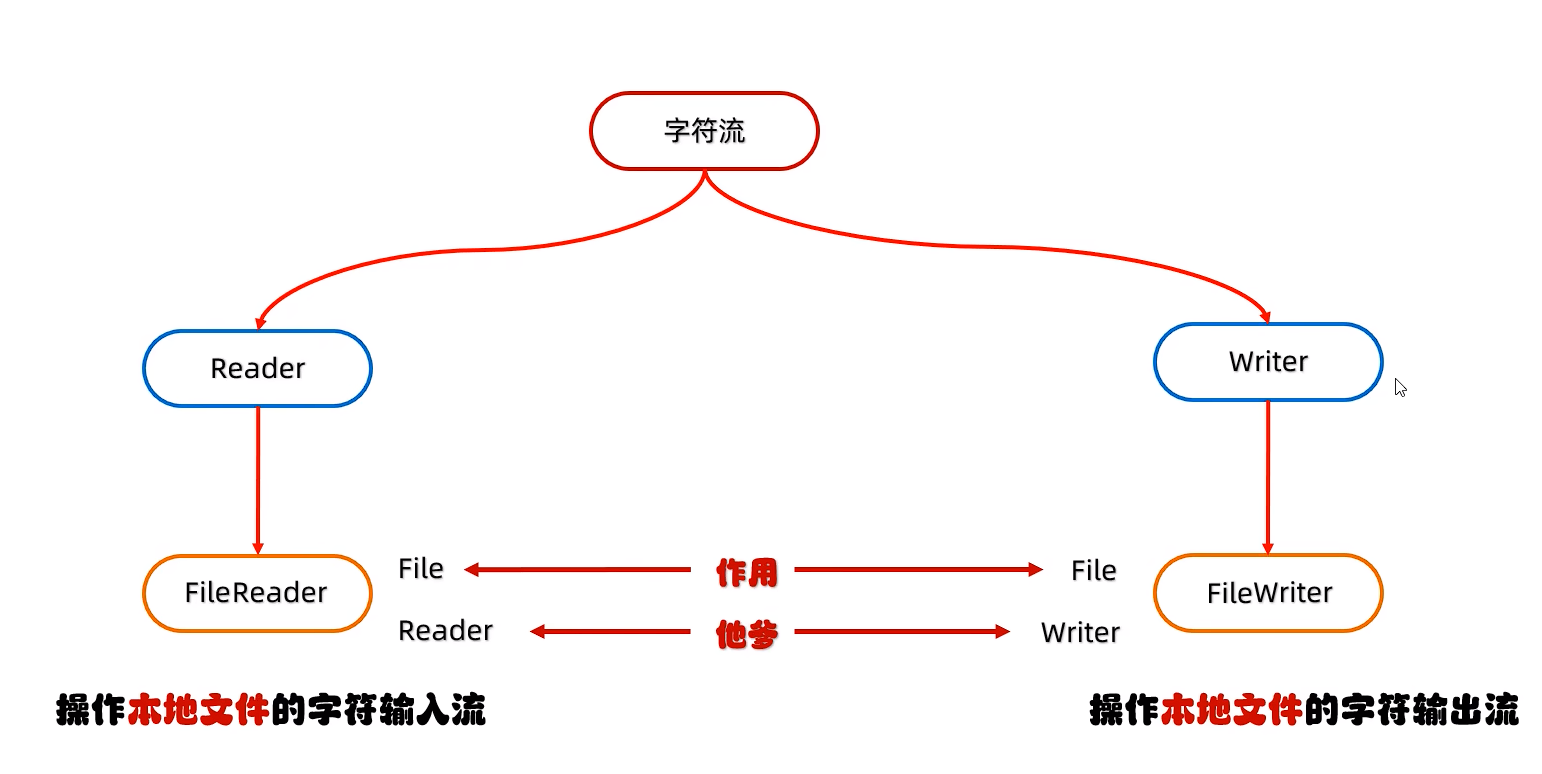 字符流
Reader
Writer
FileReader
File
作用
File
FileWriter
Reader
他爹
Writer
操作本地文件的字符输入流
操作本地文件的字符输出流